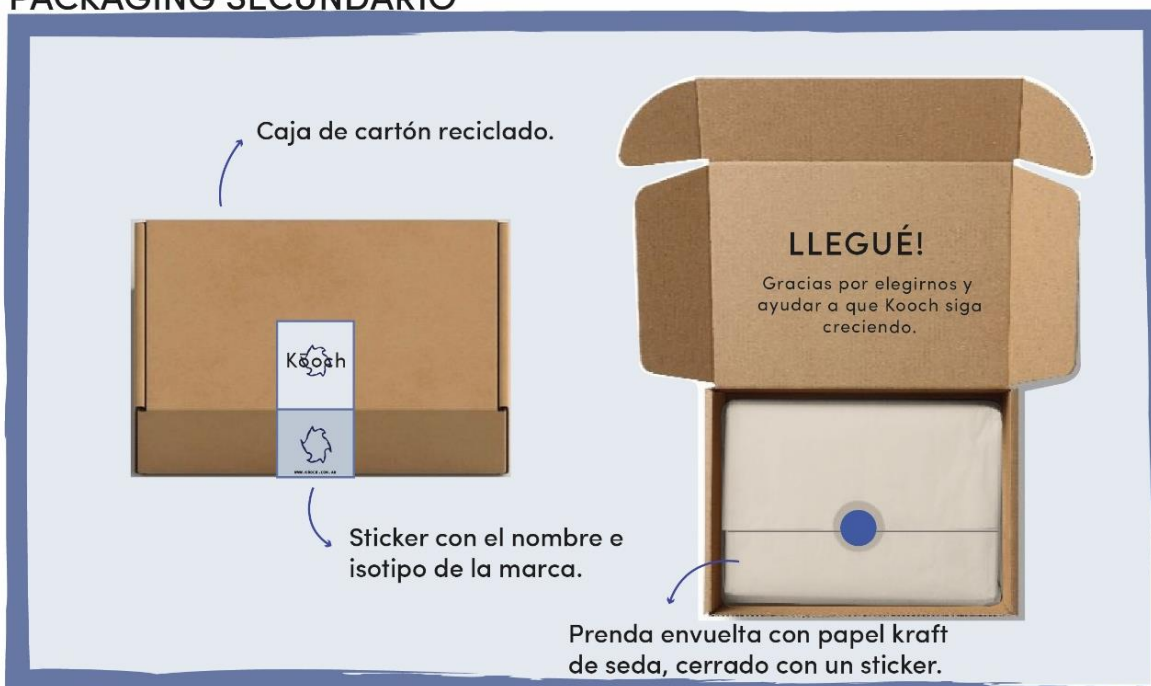 PACKAGING SECUNDARIO
Caja de cartón reciclado.
LLEGUÉ!
Gracias por elegirnos y
ayudar a que Kooch siga
creciendo.
Kooch
Sticker con el nombre e
isotipo de la marca.
Prenda envuelta con papel kraft
de seda, cerrado con un sticker.